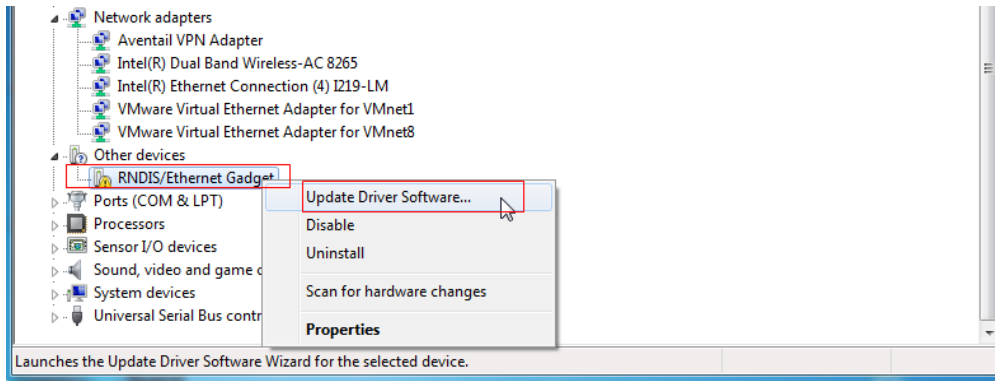 Network adapters
Aventail VPN Adapter
Intel(R) Dual Band Wireless-AC 8265
Intel(R) Ethernet Connection (4) I219-LM
VMware Virtual Ethernet Adapter for VMnet1
VMware Virtual Ethernet Adapter for VMnet8
Other devices
RNDIS/Ethernet Gadget
Ports (COM & LPT)
Processors
Sensor I/O devices
Sound, video and game
System devices
Universal Serial Bus contr
Update Driver Software...
Disable
Uninstall
Scan for hardware changes
Properties
Launches the Update Driver Software Wizard for the selected device.